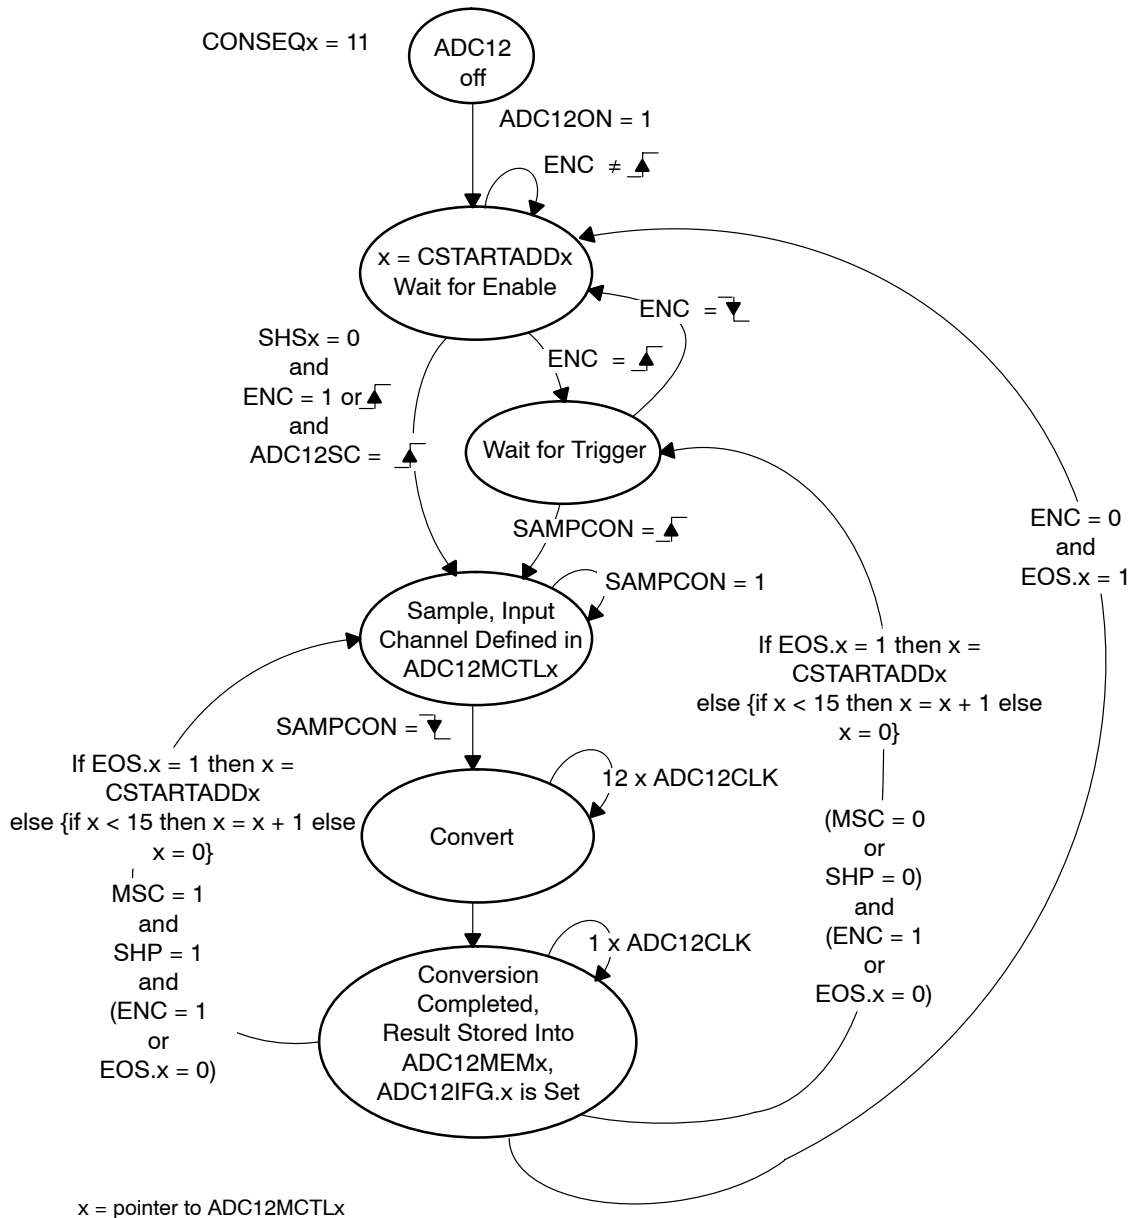 CONSEQx = 11
ADC12
off
ADC12ON = 1
ENC ≠
x = CSTARTADDx
Wait for Enable
ENC =
SHSx = 0
and
ENC = 1 or
and
ADC12SC =
ENC =
Wait for Trigger
SAMPCON =
ENC = 0
and
EOS.x = 1
SAMPCON = 1
Sample, Input
Channel Defined in
ADC12MCTLx
If EOS.x = 1 then x =
CSTARTADDx
else {if x < 15 then x = x + 1 else
x = 0}
SAMPCON =
If EOS.x = 1 then x =
CSTARTADDx
else {if x < 15 then x = x + 1 else
x = 0}
12 x ADC12CLK
Convert
(MSC = 0
or
SHP = 0)
and
(ENC = 1
or
EOS.x = 0)
MSC = 1
and
SHP = 1
and
(ENC = 1
or
EOS.x = 0)
1 x ADC12CLK
Conversion
Completed,
Result Stored Into
ADC12MEMx,
ADC12IFG.x is Set
x = pointer to ADC12MCTLx